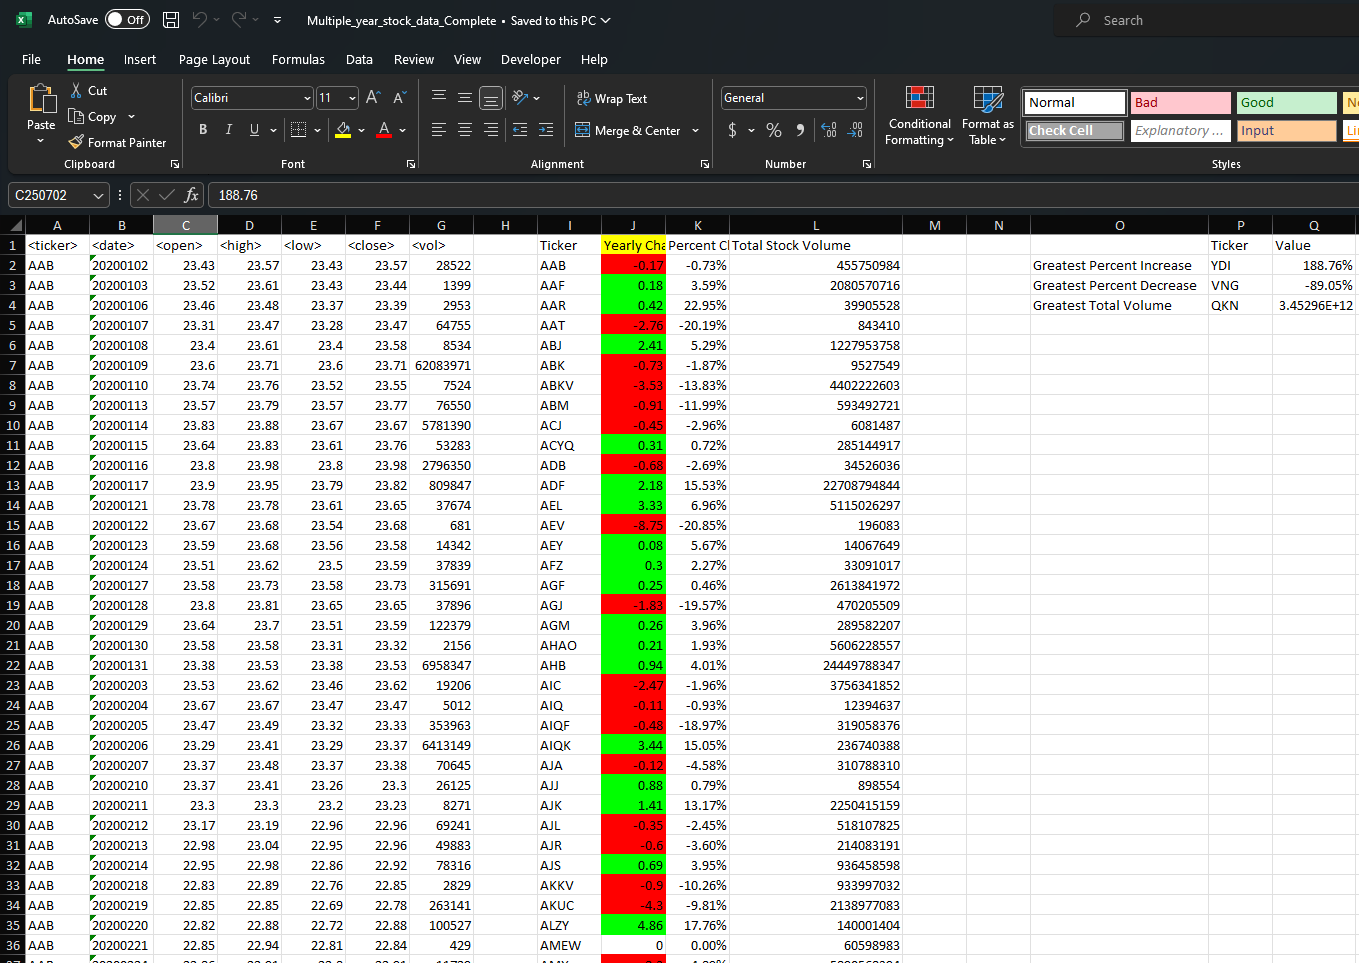 AutoSave Off Multiple_year_stock_data_Complete • Saved to this PC Search
File Home Insert Page Layout Formulas Data Review View Developer Help
Paste Cut Copy Format Painter Clipboard
Calibri 11 A A B I U A Font
Wrap Text Merge & Center Alignment
General $ % Number
Conditional Formatting Format as Table
Normal Bad Good
Check Cell Explanatory ... Input
Styles
C250702 fx 188.76
A B C D E F G H I J K L M N O P Q
1 <ticker> <date> <open> <high> <low> <close> <vol> Ticker Yearly Cha Percent Cl Total Stock Volume Ticker Value
2 AAB 20200102 23.43 23.57 23.43 23.57 28522 AAB -0.17 -0.73% 455750984 Greatest Percent Increase YDI 188.76%
3 AAB 20200103 23.52 23.61 23.43 23.44 1399 AAF 0.18 3.59% 2080570716 Greatest Percent Decrease VNG -89.05%
4 AAB 20200106 23.46 23.48 23.37 23.39 2953 AAR 0.42 22.95% 39905528 Greatest Total Volume QKN 3.45296E+12
5 AAB 20200107 23.31 23.47 23.28 23.47 64755 AAT -2.76 -20.19% 843410
6 AAB 20200108 23.4 23.61 23.4 23.58 8534 ABJ 2.41 5.29% 1227953758
7 AAB 20200109 23.6 23.71 23.6 23.71 62083971 ABK -0.73 -1.87% 9527549
8 AAB 20200110 23.74 23.76 23.52 23.55 7524 ABKV -3.53 -13.83% 4402222603
9 AAB 20200113 23.57 23.79 23.57 23.77 76550 ABM -0.91 -11.99% 593492721
10 AAB 20200114 23.83 23.88 23.67 23.67 5781390 ACJ -0.45 -2.96% 6081487
11 AAB 20200115 23.64 23.83 23.61 23.76 53283 ACYQ 0.31 0.72% 285144917
12 AAB 20200116 23.8 23.98 23.8 23.98 2796350 ADB -0.68 -2.69% 34526036
13 AAB 20200117 23.9 23.95 23.79 23.82 809847 ADF 2.18 15.53% 22708794844
14 AAB 20200121 23.78 23.78 23.61 23.65 37674 AEL 3.33 6.96% 5115026297
15 AAB 20200122 23.67 23.68 23.54 23.68 681 AEV -8.75 -20.85% 196083
16 AAB 20200123 23.59 23.68 23.56 23.58 14342 AEY 0.08 5.67% 14067649
17 AAB 20200124 23.51 23.62 23.5 23.59 37839 AFZ 0.3 2.27% 33091017
18 AAB 20200127 23.58 23.73 23.58 23.73 315691 AGF 0.25 0.46% 2613841972
19 AAB 20200128 23.8 23.81 23.65 23.65 37896 AGJ -1.83 -19.57% 470205509
20 AAB 20200129 23.64 23.7 23.51 23.59 122379 AGM 0.26 3.96% 289582207
21 AAB 20200130 23.58 23.58 23.31 23.32 2156 AHAO 0.21 1.93% 5606228557
22 AAB 20200131 23.38 23.53 23.38 23.53 6958347 AHB 0.94 4.01% 24449788347
23 AAB 20200203 23.53 23.62 23.46 23.62 19206 AIC -2.47 -1.96% 3756341852
24 AAB 20200204 23.67 23.67 23.47 23.47 5012 AIQ -0.11 -0.93% 12394637
25 AAB 20200205 23.47 23.49 23.32 23.33 353963 AIQF -0.48 -18.97% 319058376
26 AAB 20200206 23.29 23.41 23.29 23.37 6413149 AIQK 3.44 15.05% 236740388
27 AAB 20200207 23.37 23.48 23.37 23.38 70645 AJA -0.12 -4.58% 310788310
28 AAB 20200210 23.37 23.41 23.26 23.3 26125 AJJ 0.88 0.79% 898554
29 AAB 20200211 23.3 23.3 23.2 23.23 8271 AJK 1.41 13.17% 2250415159
30 AAB 20200212 23.17 23.19 22.96 22.96 69241 AJL -0.35 -2.45% 518107825
31 AAB 20200213 22.98 23.04 22.95 22.96 49883 AJR -0.6 -3.60% 214083191
32 AAB 20200214 22.95 22.98 22.86 22.92 78316 AJS 0.69 3.95% 936458598
33 AAB 20200218 22.83 22.89 22.76 22.85 2829 AKKV -0.9 -10.26% 933997032
34 AAB 20200219 22.85 22.85 22.69 22.78 263141 AKUC -4.3 -9.81% 2138977083
35 AAB 20200220 22.82 22.88 22.72 22.88 100527 ALZY 4.86 17.76% 140001404
36 AAB 20200221 22.85 22.94 22.81 22.84 429 AMEW 0 0.00% 60598983